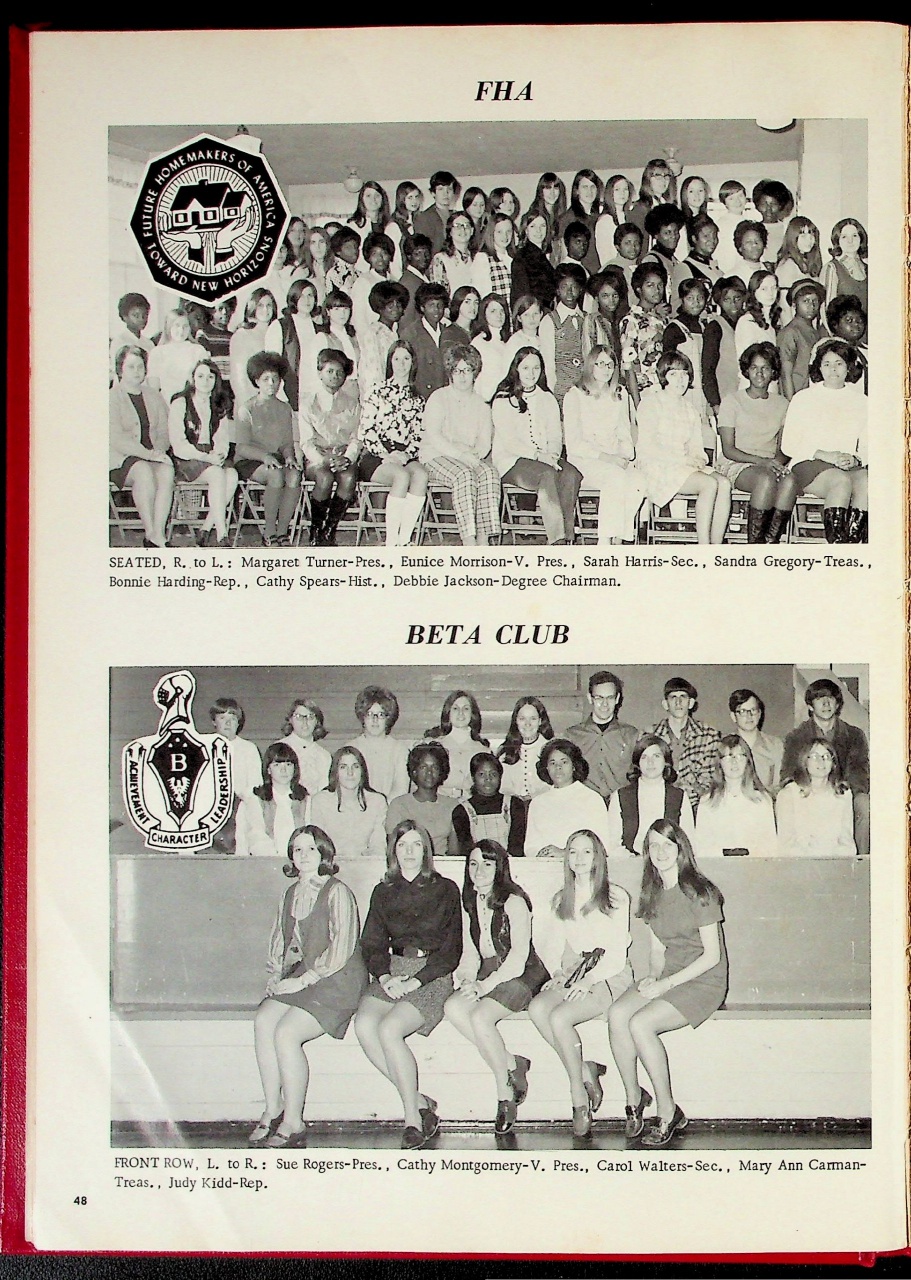 FHA
FUTURE HOMEMAKERS OF AMERICA
TOWARD NEW HORIZONS
SEATED, R. to L.: Margaret Turner-Pres., Eunice Morrison-V. Pres., Sarah Harris-Sec., Sandra Gregory-Treas.,
Bonnie Harding-Rep., Cathy Spears-Hist., Debbie Jackson-Degree Chairman.
BETA CLUB
B
ACHIEVEMENT
CHARACTER
LEADERSHIP
FRONT ROW, L. to R.: Sue Rogers-Pres., Cathy Montgomery-V. Pres., Carol Walters-Sec., Mary Ann Carman-
Treas., Judy Kidd-Rep.
48